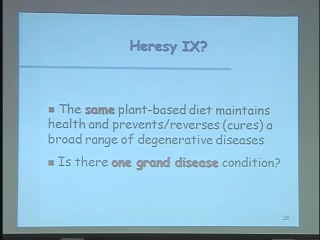 Heresy IX?
■ The same plant-based diet maintains
health and prevents/reverses (cures) a
broad range of degenerative diseases
■ Is there one grand disease condition?
26